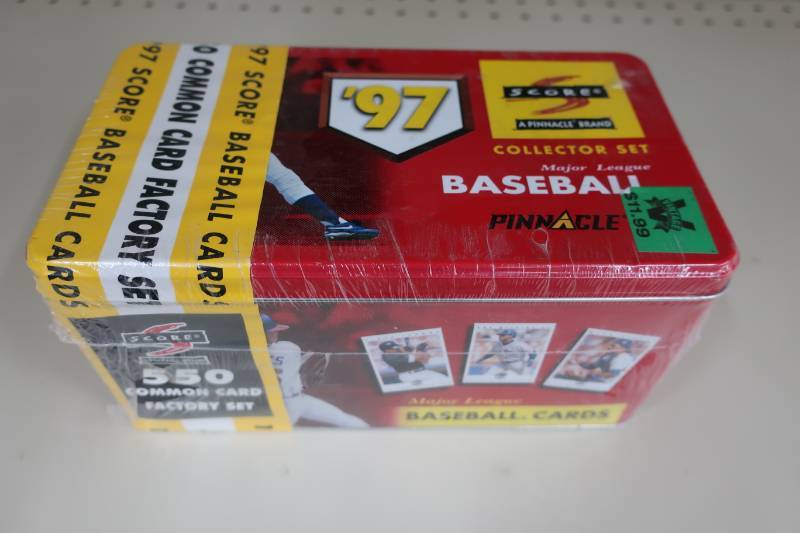 '97 SCORE® BASEBALL CARDS
O COMMON CARD FACTORY SET
'97 SCORE® BASEBALL CARDS
'97
SCORE®
A PINNACLE BRAND
COLLECTOR SET
Major League
BASEBALL
PINNACLE
$11.99
SCORE®
550
COMMON CARD
FACTORY SET
Major League
BASEBALL CARDS